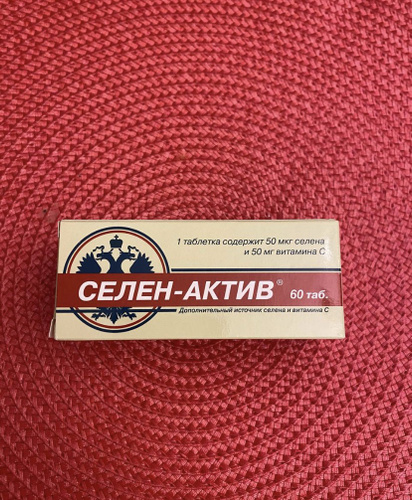 1 таблетка содержит 50 мкг селена
и 50 мг витамина С
СЕЛЕН-АКТИВ® 60 таб.
Дополнительный источник селена и витамина С